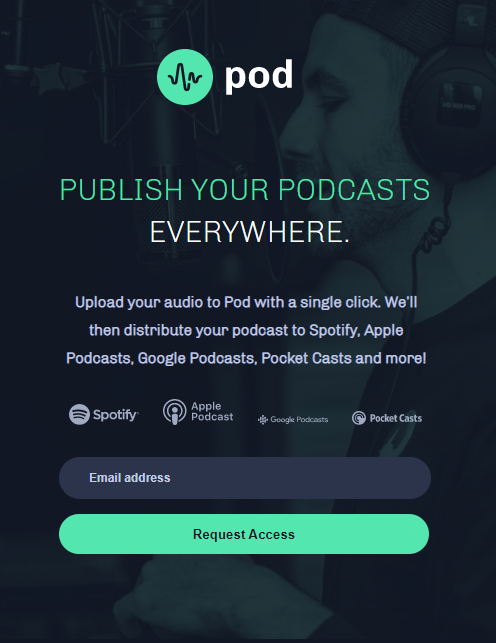 pod
PUBLISH YOUR PODCASTS
EVERYWHERE.
Upload your audio to Pod with a single click. We'll
then distribute your podcast to Spotify, Apple
Podcasts, Google Podcasts, Pocket Casts and more!
Spotify
Apple
Podcast
Google Podcasts
Pocket Casts
Email address
Request Access